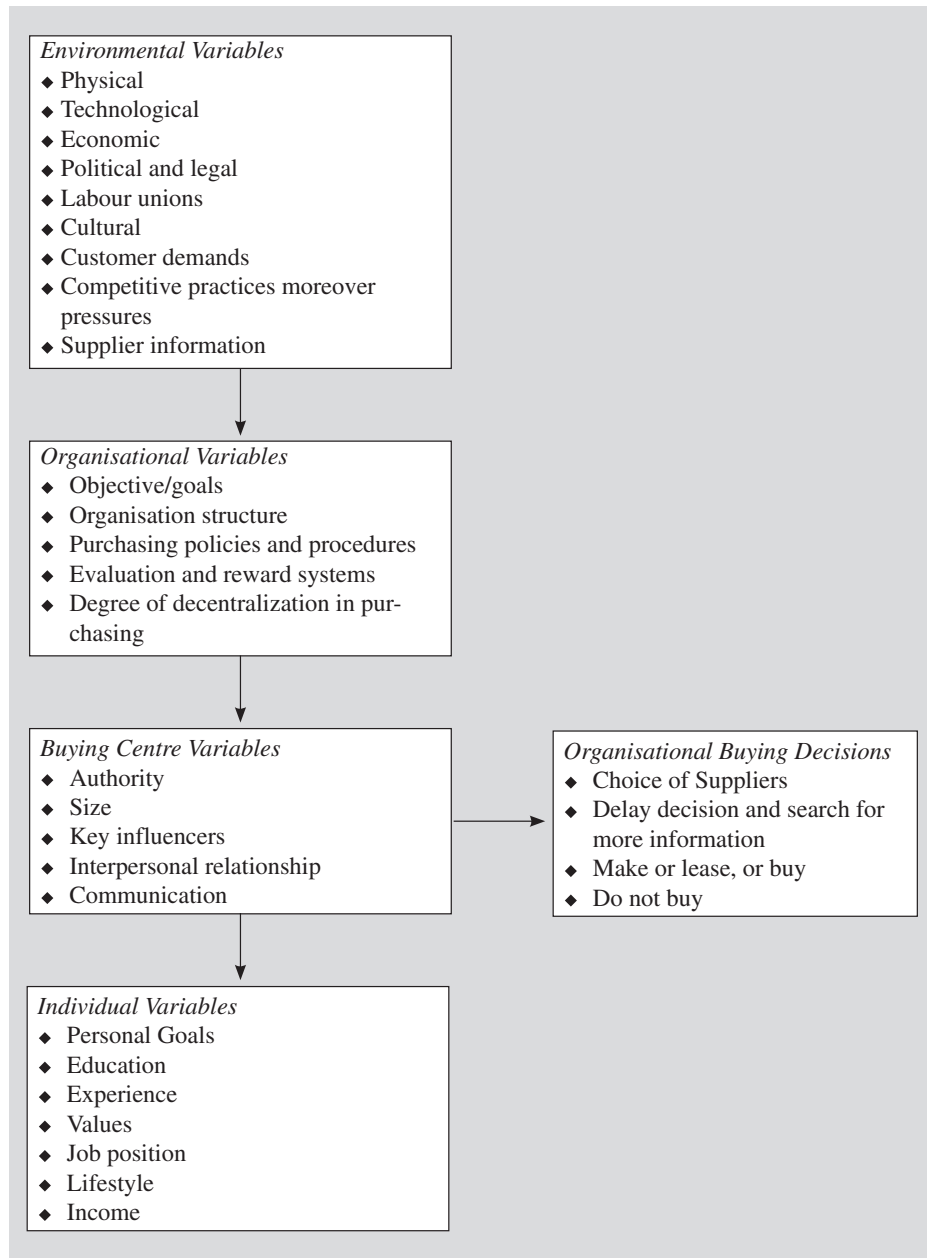 Environmental Variables
◆ Physical
◆ Technological
◆ Economic
◆ Political and legal
◆ Labour unions
◆ Cultural
◆ Customer demands
◆ Competitive practices moreover
pressures
◆ Supplier information
Organisational Variables
◆ Objective/goals
◆ Organisation structure
◆ Purchasing policies and procedures
◆ Evaluation and reward systems
◆ Degree of decentralization in pur-
chasing
Buying Centre Variables
◆ Authority
◆ Size
◆ Key influencers
◆ Interpersonal relationship
◆ Communication
Organisational Buying Decisions
◆ Choice of Suppliers
◆ Delay decision and search for
more information
◆ Make or lease, or buy
◆ Do not buy
Individual Variables
◆ Personal Goals
◆ Education
◆ Experience
◆ Values
◆ Job position
◆ Lifestyle
◆ Income